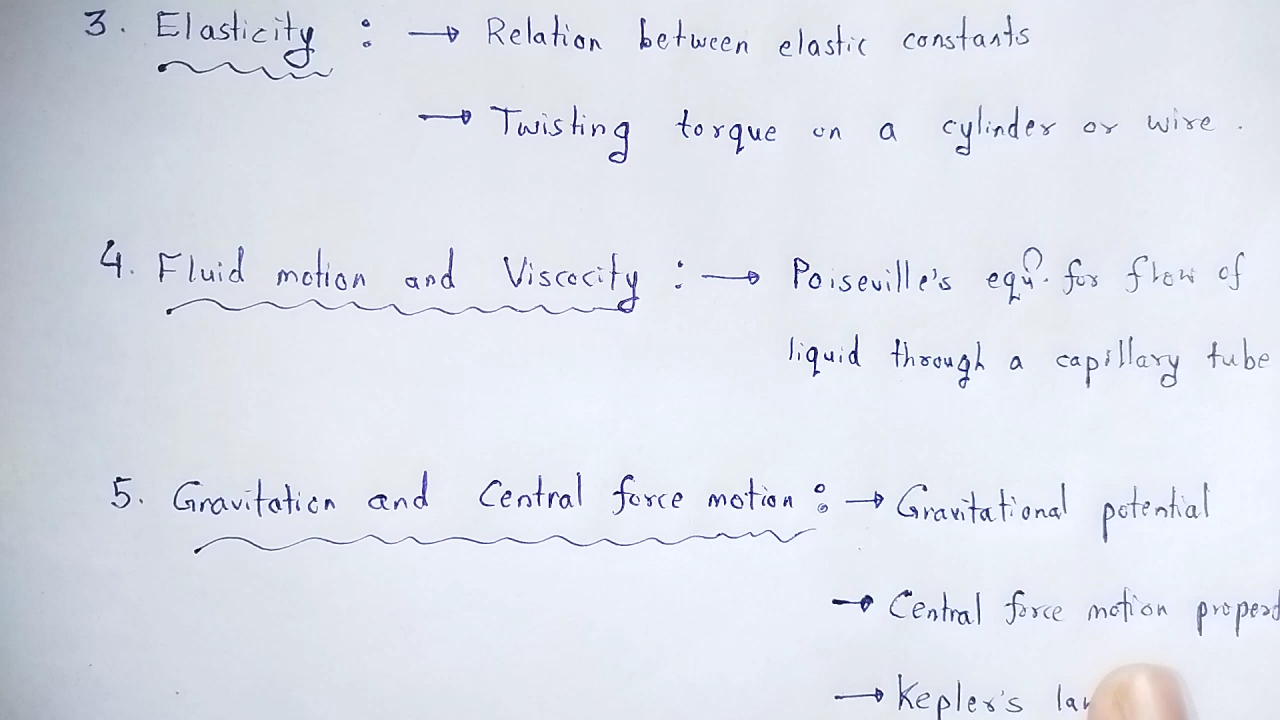 3. Elasticity : → Relation between elastic constants
→ Twisting torque on a cylinder or wire.
4. Fluid motion and Viscocity : → Poiseville's equn. for flow of
liquid through a capillary tube
5. Gravitation and Central force motion : → Gravitational potential
→ Central force motion
→ Kepler's